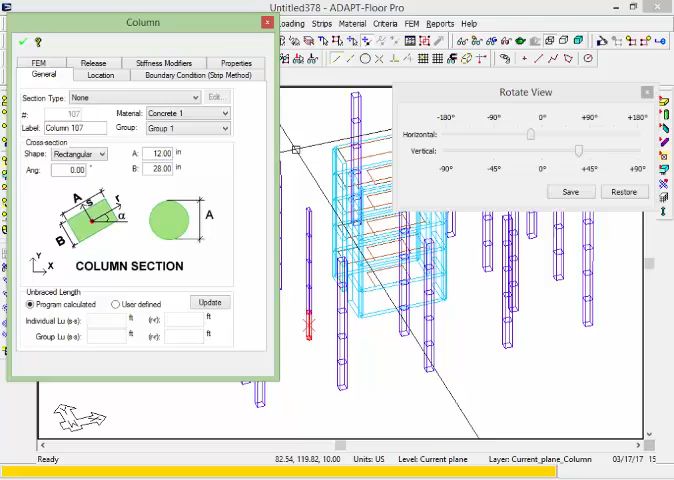 Untitled378 - ADAPT-Floor Pro
Loading Strips Material Criteria FEM Reports Help
Column
FEM Release Stiffness Modifiers Properties
General Location Boundary Condition (Strip Method)
Section Type: None Edit...
#: 107 Material: Concrete 1
Label: Column 107 Group: Group 1
Cross-section
Shape: Rectangular A: 12.00 in
Ang: 0.00 ° B: 28.00 in
A S r α B A
Y X
COLUMN SECTION
Unbraced Length
Program calculated User defined Update
Individual Lu (s-s): ft (r-r): ft
Group Lu (s-s): ft (r-r): ft
Rotate View
-180° -90° 0° +90° +180°
Horizontal:
Vertical:
-90° -45° 0° +45° +90°
Save Restore
Ready 82.54, 119.82, 10.00 Units: US Level: Current plane Layer: Current_plane_Column 03/17/17 15